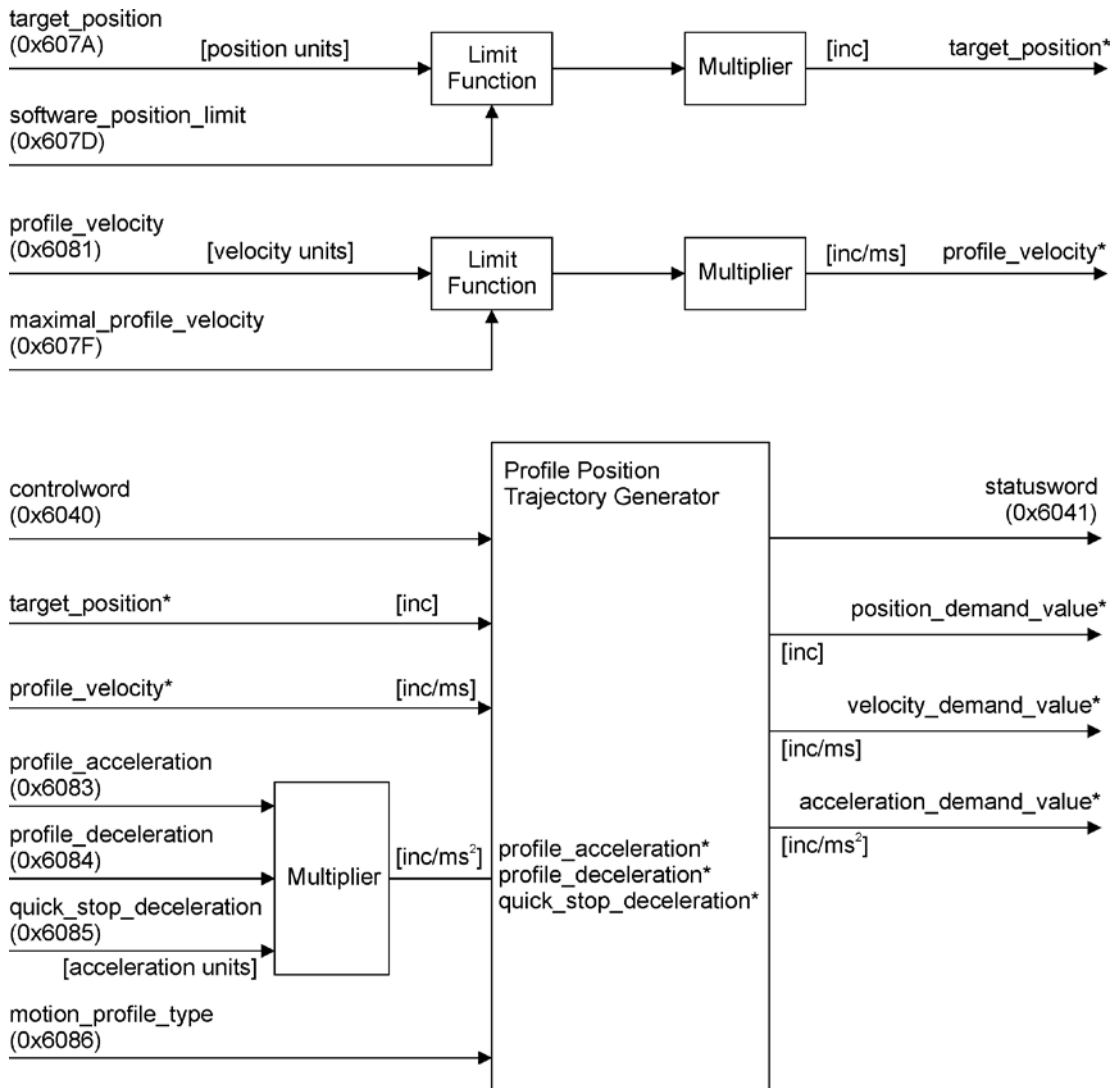 target_position
(0x607A)
[position units]
Limit
Function
Multiplier
[inc]
target_position*
software_position_limit
(0x607D)
profile_velocity
(0x6081)
[velocity units]
Limit
Function
Multiplier
[inc/ms]
profile_velocity*
maximal_profile_velocity
(0x607F)
Profile Position
Trajectory Generator
controlword
(0x6040)
statusword
(0x6041)
target_position*
[inc]
position_demand_value*
[inc]
profile_velocity*
[inc/ms]
velocity_demand_value*
[inc/ms]
profile_acceleration
(0x6083)
acceleration_demand_value*
[inc/ms²]
profile_deceleration
(0x6084)
Multiplier
[inc/ms²]
profile_acceleration*
profile_deceleration*
quick_stop_deceleration*
quick_stop_deceleration
(0x6085)
[acceleration units]
motion_profile_type
(0x6086)